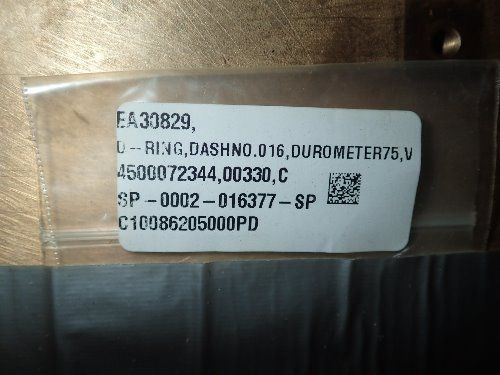 EA30829,
O-RING,DASHNO.016,DUROMETER75,V
4500072344,00330,C
SP-0002-016377-SP
C10086205000PD